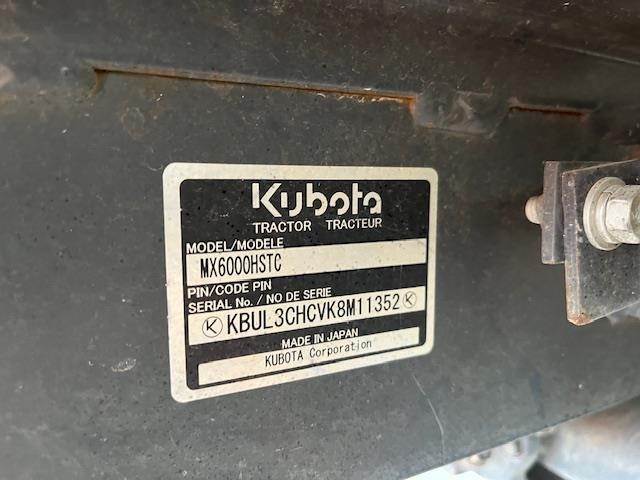 Kubota
TRACTOR TRACTEUR
MODEL/MODELE
MX6000HSTC
PIN/CODE PIN
SERIAL No. / NO DE SERIE
K KBUL3CHCVK8M11352 K
MADE IN JAPAN
KUBOTA Corporation